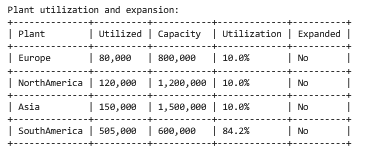 Plant utilization and expansion:
+--------------+----------+-----------+-------------+----------+
| Plant | Utilized | Capacity | Utilization | Expanded |
+--------------+----------+-----------+-------------+----------+
| Europe | 80,000 | 800,000 | 10.0% | No |
+--------------+----------+-----------+-------------+----------+
| NorthAmerica | 120,000 | 1,200,000 | 10.0% | No |
+--------------+----------+-----------+-------------+----------+
| Asia | 150,000 | 1,500,000 | 10.0% | No |
+--------------+----------+-----------+-------------+----------+
| SouthAmerica | 505,000 | 600,000 | 84.2% | No |
+--------------+----------+-----------+-------------+----------+